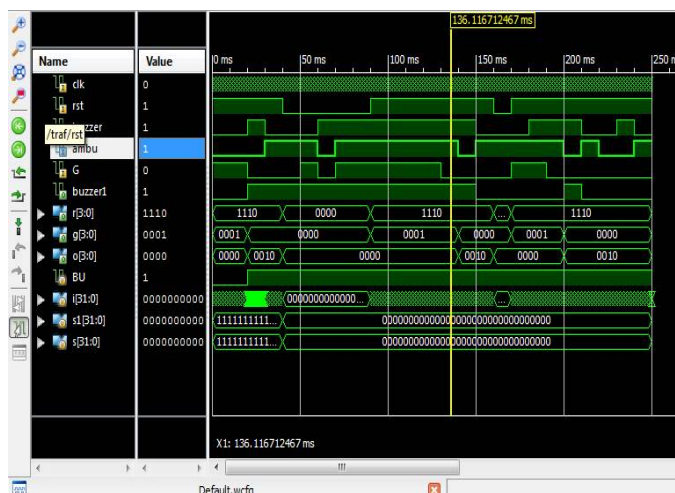 136.116712467 ms
Name Value 0 ms 50 ms 100 ms 150 ms 200 ms 250 m
clk 0
rst 1
buzzer 1
/traf/rst
ambu 1
G 0
buzzer1 1
r[3:0] 1110 1110 0000 1110 ... 1110
g[3:0] 0001 0001 0000 0001 0000 0001 0000
o[3:0] 0000 0000 0010 0000 0010 0000 0010
BU 1
i[31:0] 0000000000 0000000000000... ...
s1[31:0] 0000000000 1111111111... 00000000000000000000000000000000
s[31:0] 0000000000 1111111111... 00000000000000000000000000000000
X1: 136.116712467 ms
Default.wcfg